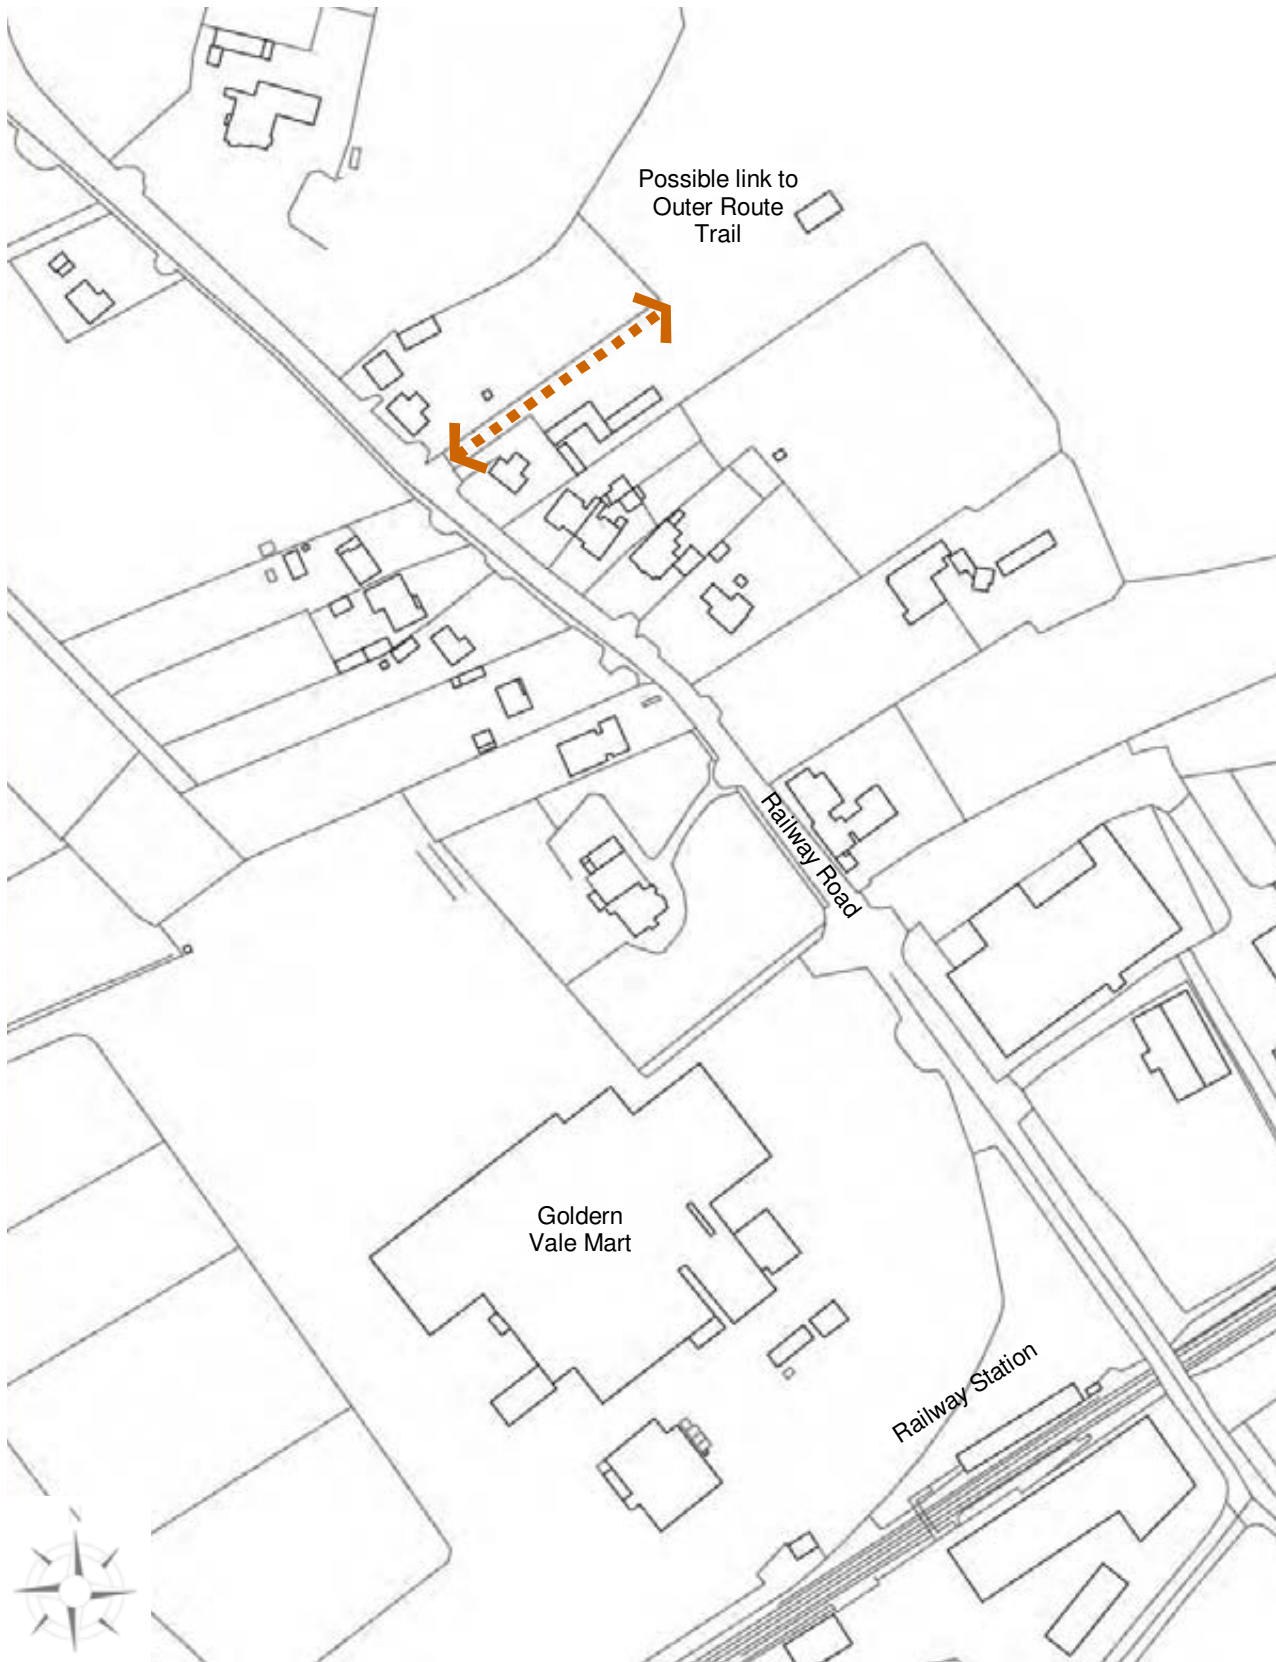 Possible link to
Outer Route
Trail
Railway Road
Goldern
Vale Mart
Railway Station